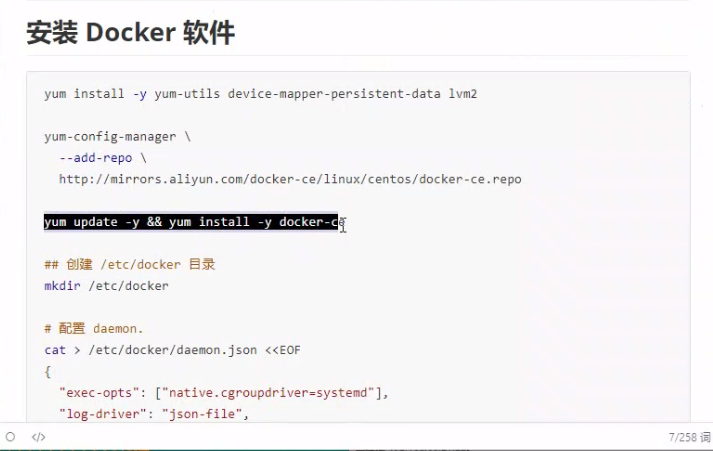 安装 Docker 软件
yum install -y yum-utils device-mapper-persistent-data lvm2
yum-config-manager \
--add-repo \
http://mirrors.aliyun.com/docker-ce/linux/centos/docker-ce.repo
yum update -y && yum install -y docker-ce
## 创建 /etc/docker 目录
mkdir /etc/docker
# 配置 daemon.
cat > /etc/docker/daemon.json <<EOF
{
"exec-opts": ["native.cgroupdriver=systemd"],
"log-driver": "json-file",
</> 7/258 词